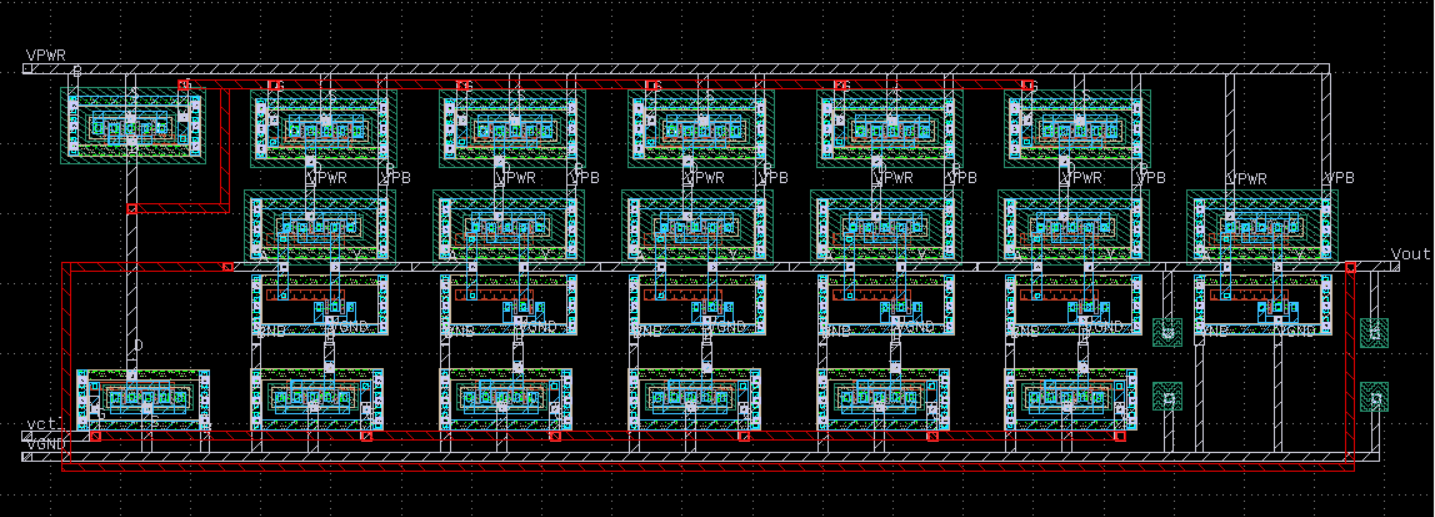 VPWR
B
G G G G G G
S S S S S S
D D D D D
B B B B B
VPWR VPB VPWR VPB VPWR VPB VPWR VPB VPWR VPB VPWR VPB
Vout
A Y A Y A Y A Y A Y A Y
VNB VGND VNB VGND VNB VGND VNB VGND VNB VGND VNB VGND
D
G S
vctl
VGND